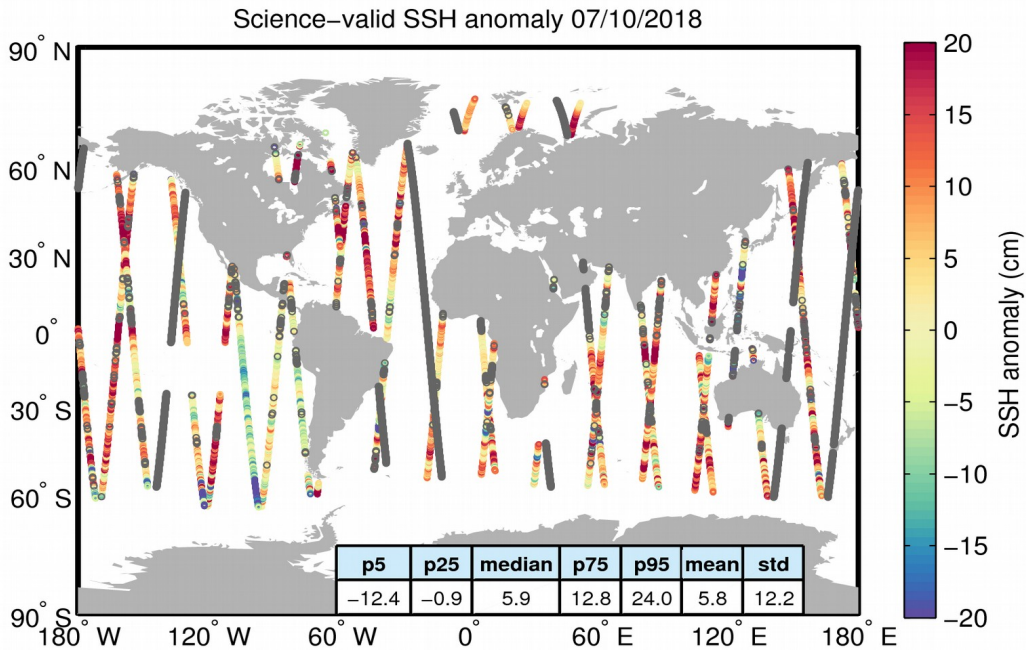 Science−valid SSH anomaly 07/10/2018
90° N
60° N
30° N
0°
30° S
60° S
90° S
180° W
120° W
60° W
0°
60° E
120° E
180° E
p5 p25 median p75 p95 mean std
−12.4 −0.9 5.9 12.8 24.0 5.8 12.2
20
15
10
5
0
−5
−10
−15
−20
SSH anomaly (cm)